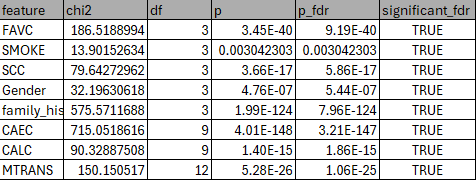 feature chi2 df p p_fdr significant_fdr
FAVC 186.5188994 3 3.45E-40 9.19E-40 TRUE
SMOKE 13.90152634 3 0.003042303 0.003042303 TRUE
SCC 79.64272962 3 3.66E-17 5.86E-17 TRUE
Gender 32.19630618 3 4.76E-07 5.44E-07 TRUE
family_his 575.5711688 3 1.99E-124 7.96E-124 TRUE
CAEC 715.0518616 9 4.01E-148 3.21E-147 TRUE
CALC 90.32887508 9 1.40E-15 1.86E-15 TRUE
MTRANS 150.150517 12 5.28E-26 1.06E-25 TRUE